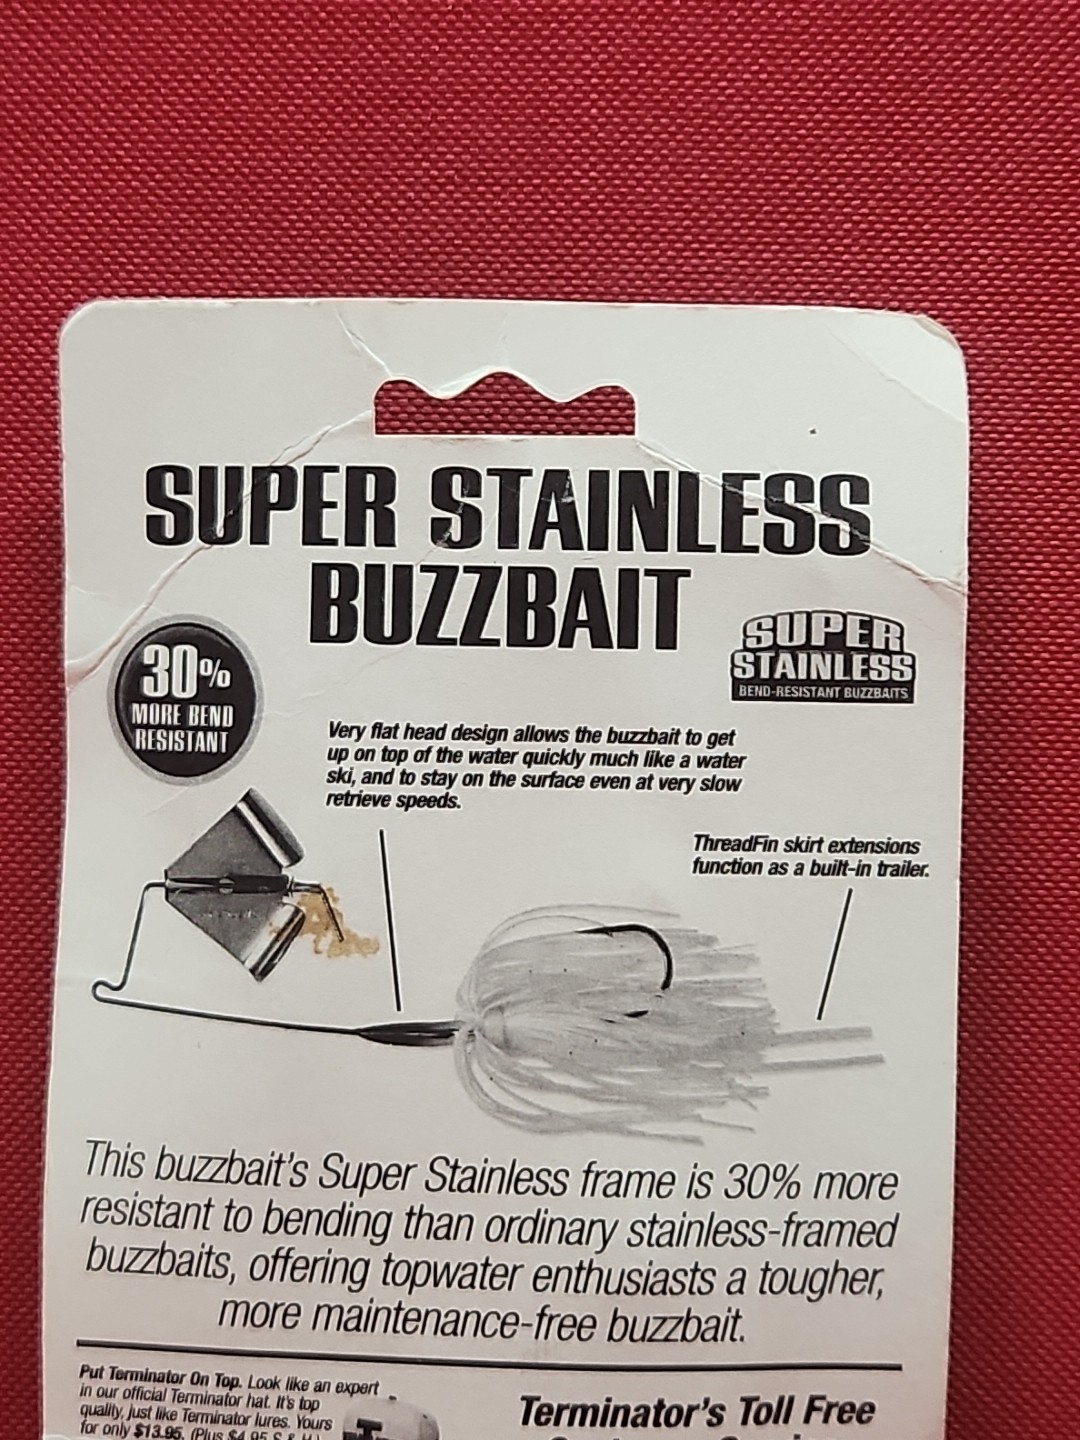 SUPER STAINLESS
BUZZBAIT
30%
MORE BEND
RESISTANT
SUPER
STAINLESS
BEND-RESISTANT BUZZBAITS
Very flat head design allows the buzzbait to get
up on top of the water quickly much like a water
ski, and to stay on the surface even at very slow
retrieve speeds.
ThreadFin skirt extensions
function as a built-in trailer.
This buzzbait's Super Stainless frame is 30% more
resistant to bending than ordinary stainless-framed
buzzbaits, offering topwater enthusiasts a tougher,
more maintenance-free buzzbait.
Put Terminator On Top. Look like an expert
in our official Terminator hat. It's top
quality, just like Terminator lures. Yours
for only $13.95. (Plus $4.95 S & H.)
Terminator's Toll Free